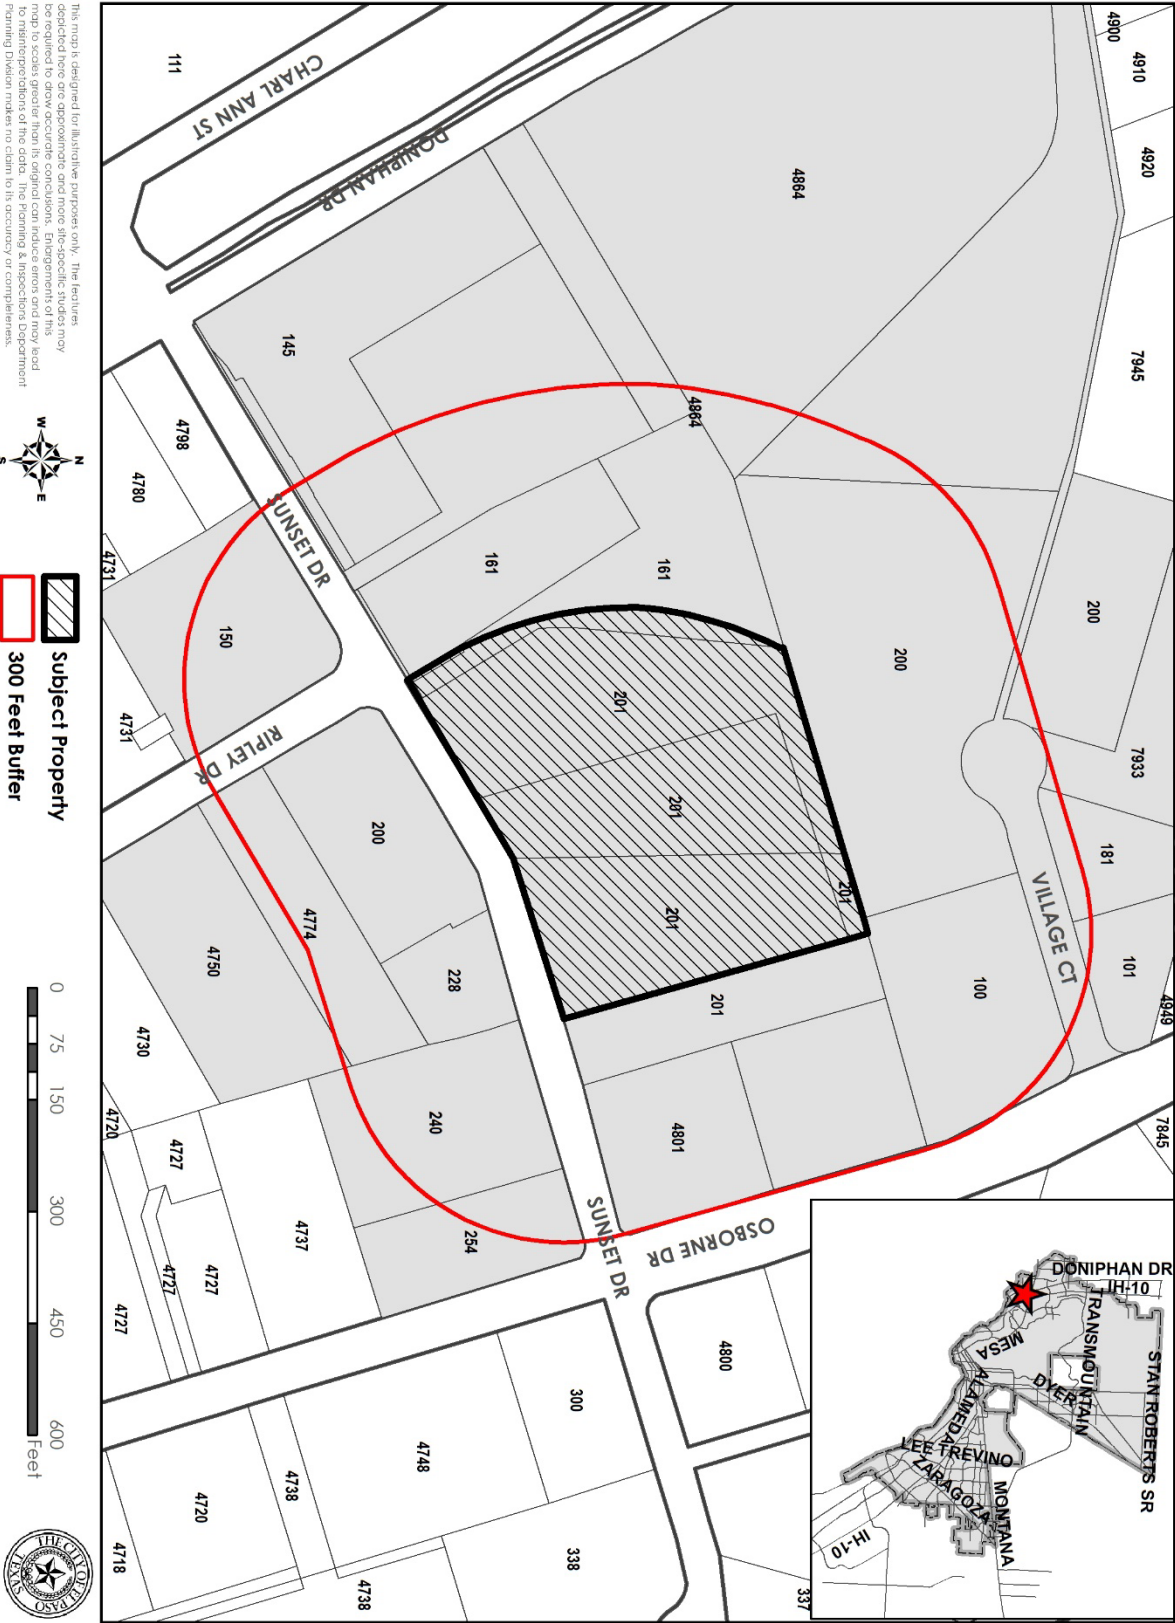 4900
4910
4920
7945
CHARL ANN ST
111
DONIPHAN DR
4864
145
4864
4798
4780
4731
SUNSET DR
161
161
200
200
7933
150
4731
RIPLEY DR
201
201
201
201
181
VILLAGE CT
101
4949
200
4774
4750
228
201
100
4730
4720
4727
240
4801
7845
4727
4727
4727
4737
254
SUNSET DR
OSBORNE DR
4800
300
4748
4738
4720
4718
4738
338
337
DONIPHAN DR
IH-10
TRANSMOUNTAIN
STAN ROBERTS SR
MESA
DYER
ALAMEDA
LEE TREVINO
ZARAGOZA
MONTANA
IH-10
This map is designed for illustrative purposes only. The features
depicted here are approximate and more site-specific studies may
be required to draw accurate conclusions. Enlargements of this
map to scales greater than its original can induce errors and may lead
to misinterpretations of the data. The Planning & Inspections Department
Planning Division makes no claim to its accuracy or completeness.
N
W
E
S
Subject Property
300 Feet Buffer
0 75 150 300 450 600
Feet
THE CITY OF EL PASO
TEXAS